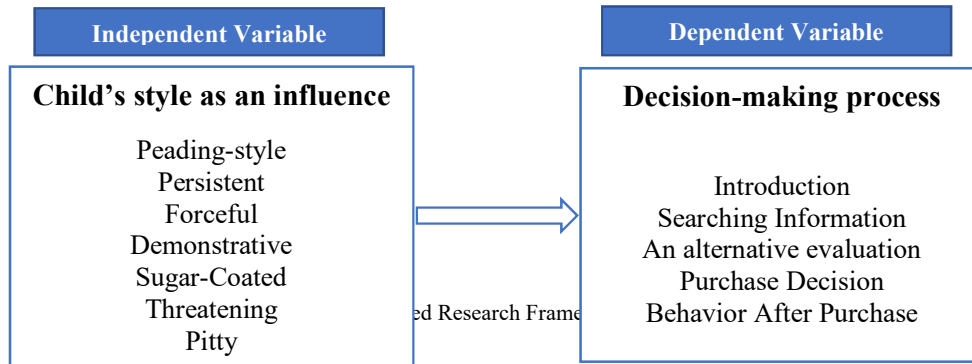 Independent Variable
Dependent Variable
Child’s style as an influence
Peading-style
Persistent
Forceful
Demonstrative
Sugar-Coated
Threatening
Pitty
Decision-making process
Introduction
Searching Information
An alternative evaluation
Purchase Decision
Behavior After Purchase
ed Research Frame